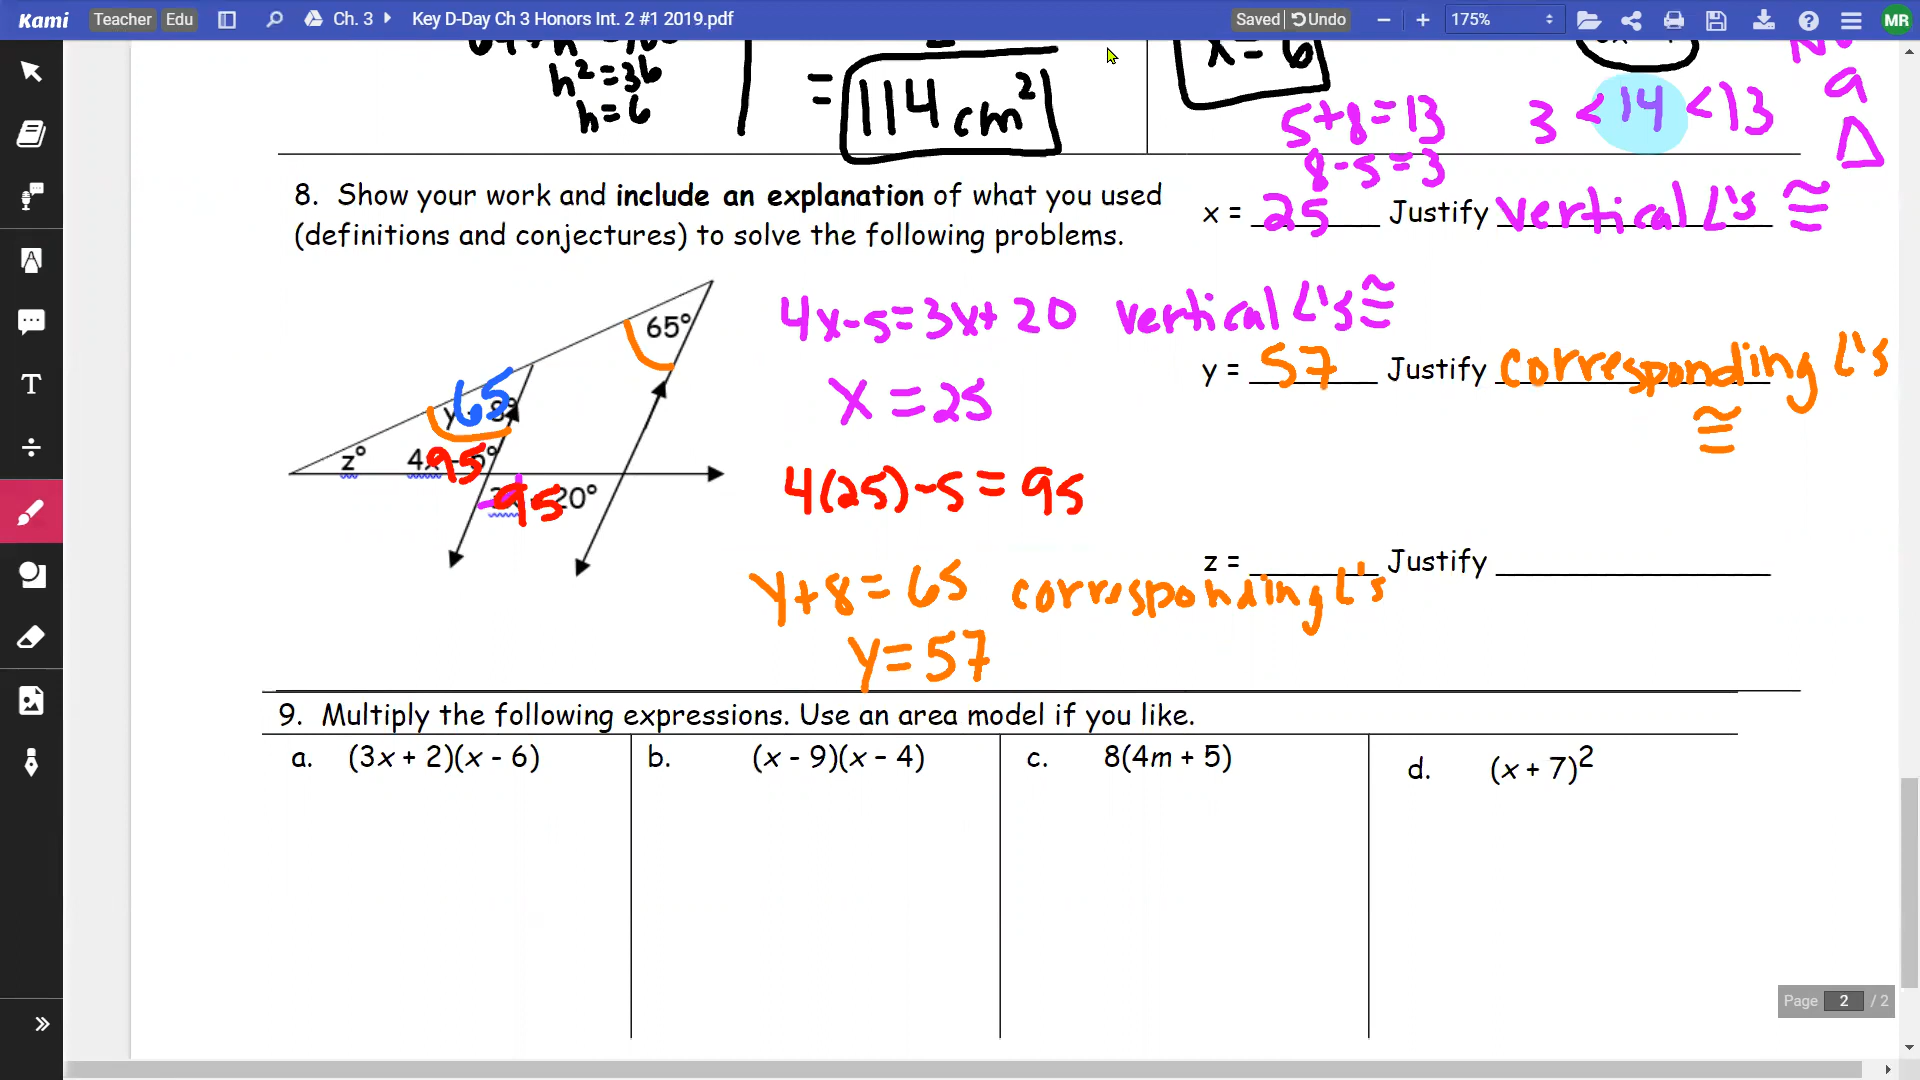 Kami Teacher Edu Ch. 3 Key D-Day Ch 3 Honors Int. 2 #1 2019.pdf Saved Undo 175% MR
h²=36
h=6
= 114 cm²
x=6
5+8=13
8-5=3
3 <14 <13
a
Δ
8. Show your work and include an explanation of what you used
(definitions and conjectures) to solve the following problems.
x = 25 Justify vertical ∠'s ≅
65°
4x-5=3x+20 vertical ∠'s ≅
y = 57 Justify corresponding ∠'s
≅
65
x = 25
z° 95
95 20°
4(25)-5=95
z = ____ Justify ____
y+8=65 corresponding ∠'s
y=57
9. Multiply the following expressions. Use an area model if you like.
a. (3x + 2)(x - 6)
b. (x - 9)(x - 4)
c. 8(4m + 5)
d. (x + 7)²
Page 2 / 2